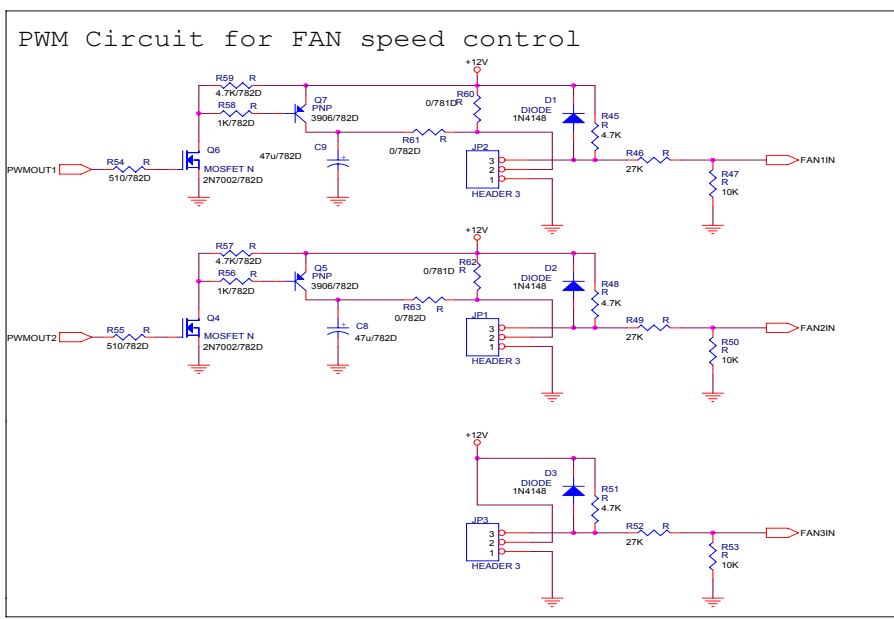 PWM Circuit for FAN speed control
+12V
R59 R
4.7K/782D
R58 R
1K/782D
Q7
PNP
3906/782D
R60
R
0/781D
D1
DIODE
1N4148
R45
R
4.7K
R61 R
0/782D
C9
47u/782D
Q6
MOSFET N
2N7002/782D
PWMOUT1
R54 R
510/782D
JP2
3
2
1
HEADER 3
R46 R
27K
FAN1IN
R47
R
10K
+12V
R57 R
4.7K/782D
R56 R
1K/782D
Q5
PNP
3906/782D
R62
R
0/781D
D2
DIODE
1N4148
R48
R
4.7K
R63 R
0/782D
C8
47u/782D
Q4
MOSFET N
2N7002/782D
PWMOUT2
R55 R
510/782D
JP1
3
2
1
HEADER 3
R49 R
27K
FAN2IN
R50
R
10K
+12V
D3
DIODE
1N4148
R51
R
4.7K
JP3
3
2
1
HEADER 3
R52 R
27K
FAN3IN
R53
R
10K